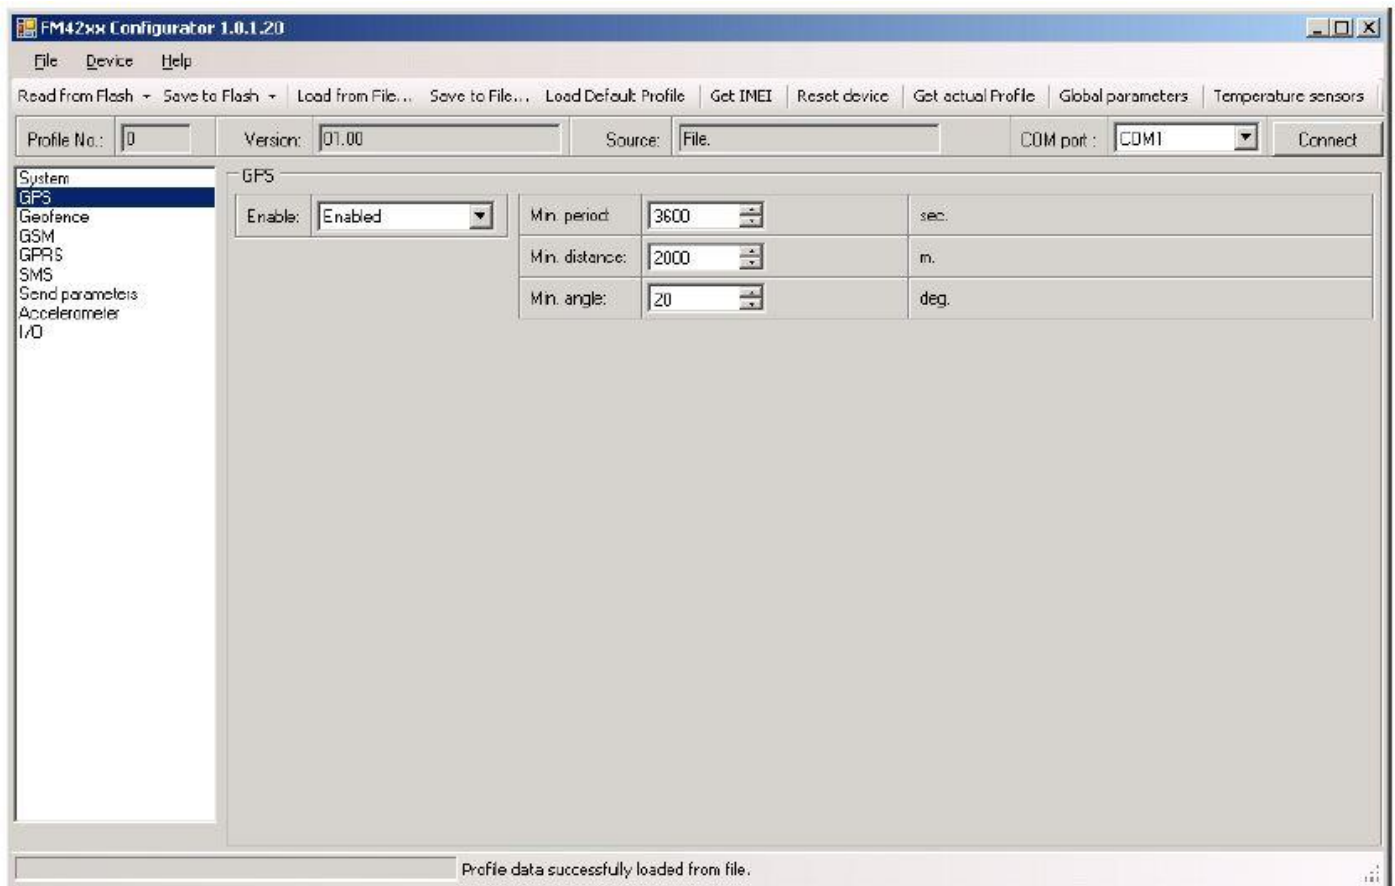 FM42xx Configurator 1.0.1.20
File Device Help
Read from Flash Save to Flash Load from File... Save to File... Load Default Profile Get IMEI Reset device Get actual Profile Global parameters Temperature sensors
Profile No.: 0 Version: 01.00 Source: File. COM port : COM1 Connect
System
GPS
Geofence
GSM
GPRS
SMS
Send parameters
Accelerometer
I/O
GPS
Enable: Enabled Min. period: 3600 sec.
Min. distance: 2000 m.
Min. angle: 20 deg.
Profile data successfully loaded from file.